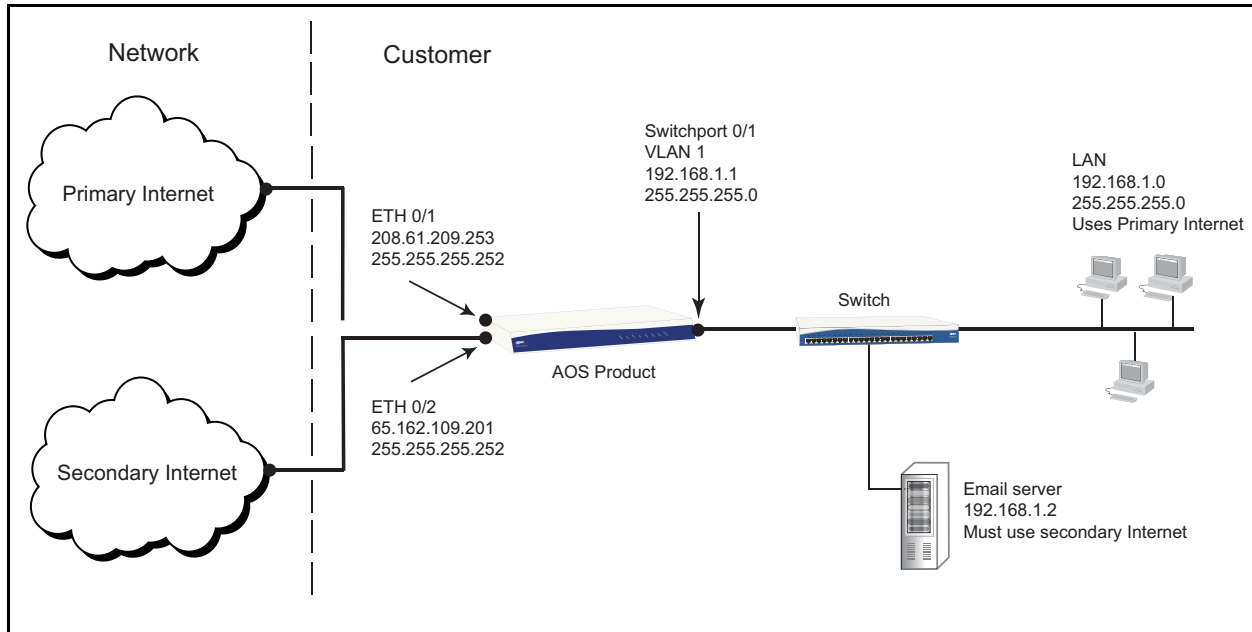 Network
Customer
Primary Internet
Secondary Internet
ETH 0/1
208.61.209.253
255.255.255.252
ETH 0/2
65.162.109.201
255.255.255.252
AOS Product
Switchport 0/1
VLAN 1
192.168.1.1
255.255.255.0
Switch
LAN
192.168.1.0
255.255.255.0
Uses Primary Internet
Email server
192.168.1.2
Must use secondary Internet